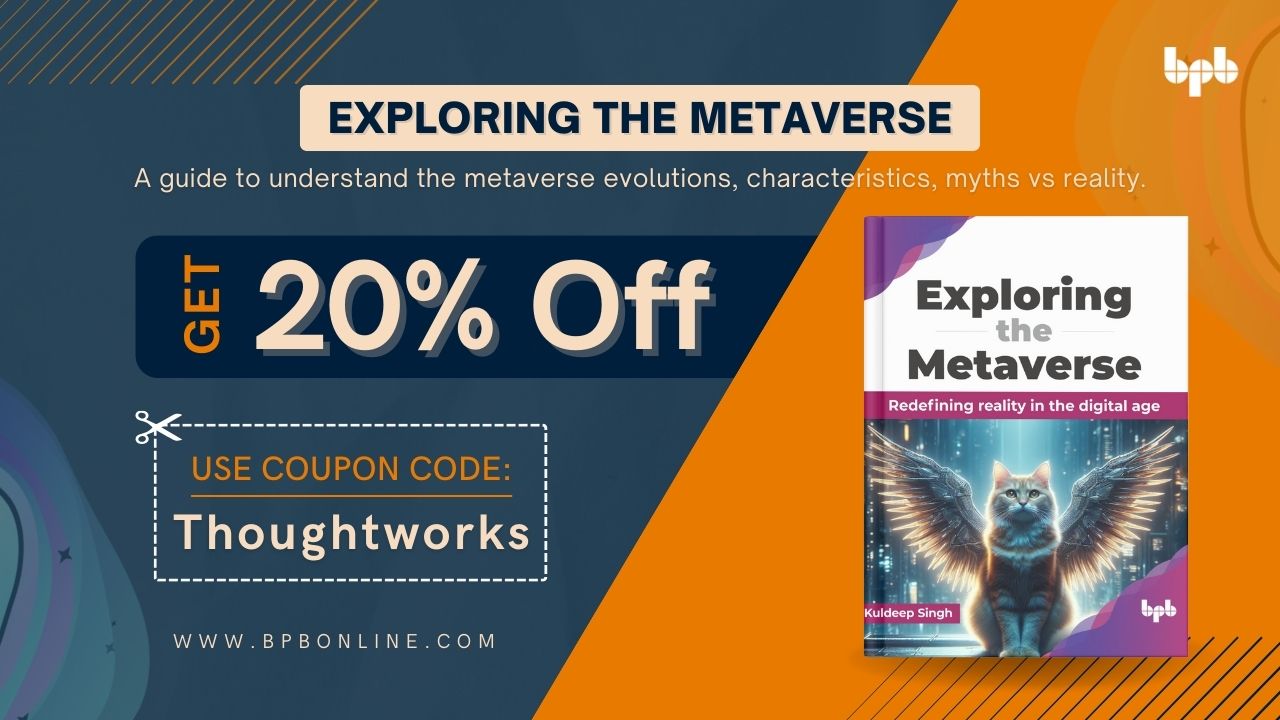 bpb
EXPLORING THE METAVERSE
A guide to understand the metaverse evolutions, characteristics, myths vs reality.
GET
20% Off
USE COUPON CODE:
Thoughtworks
WWW.BPBONLINE.COM
Exploring
the
Metaverse
Redefining reality in the digital age
Kuldeep Singh
bpb